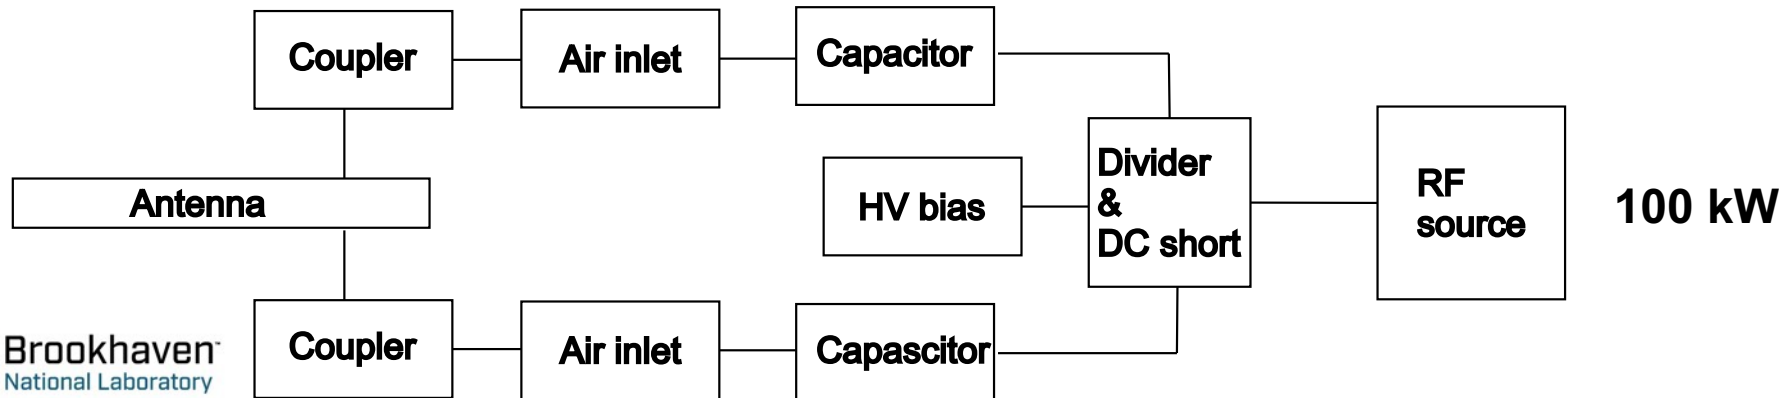 Coupler
Air inlet
Capacitor
Antenna
HV bias
Divider
&
DC short
RF
source
100 kW
Coupler
Air inlet
Capascitor
Brookhaven™
National Laboratory